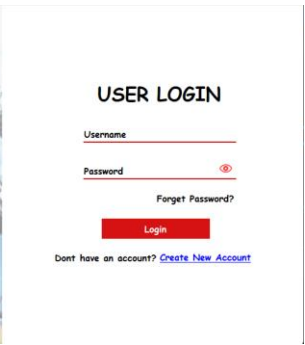 USER LOGIN
Username
Password
Forget Password?
Login
Dont have an account? Create New Account